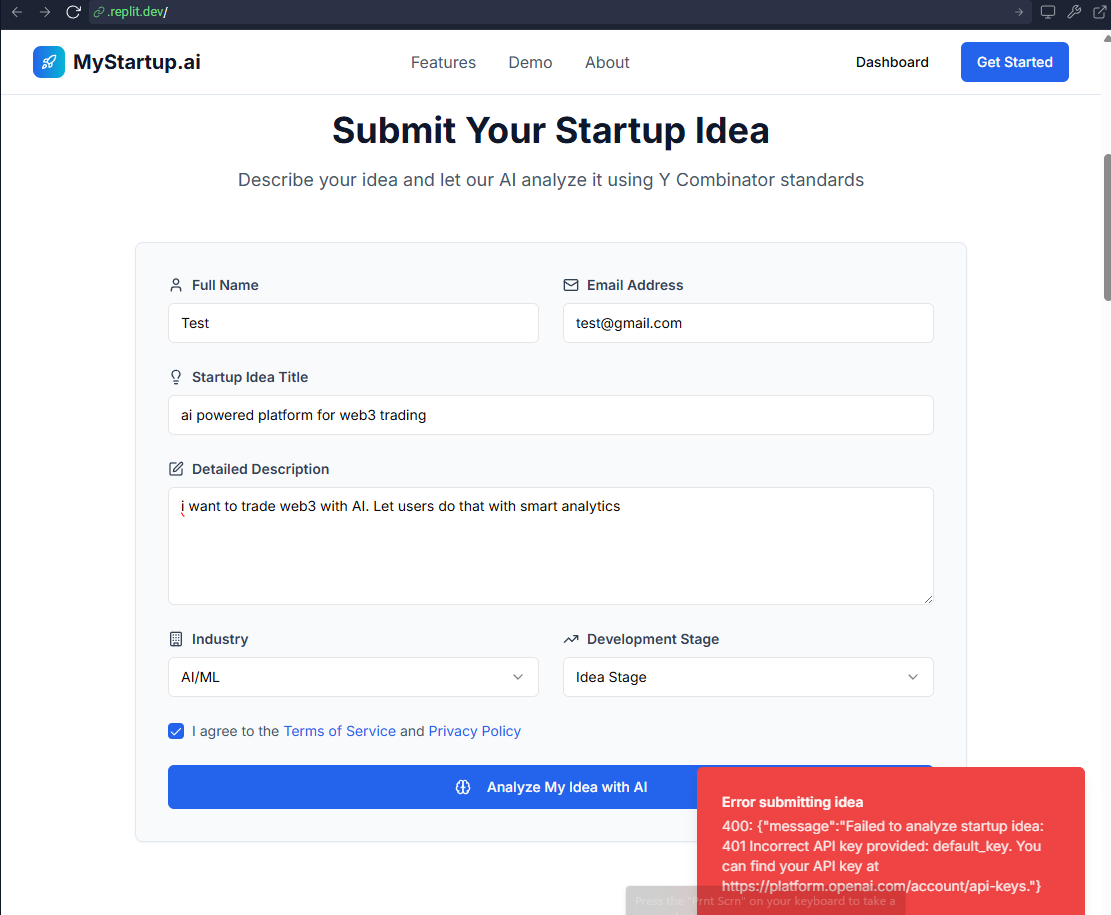 .replit.dev/
MyStartup.ai
Features Demo About
Dashboard
Get Started
Submit Your Startup Idea
Describe your idea and let our AI analyze it using Y Combinator standards
Full Name
Test
Email Address
test@gmail.com
Startup Idea Title
ai powered platform for web3 trading
Detailed Description
i want to trade web3 with AI. Let users do that with smart analytics
Industry
AI/ML
Development Stage
Idea Stage
I agree to the Terms of Service and Privacy Policy
Analyze My Idea with AI
Error submitting idea
400: {"message":"Failed to analyze startup idea:
401 Incorrect API key provided: default_key. You
can find your API key at
https://platform.openai.com/account/api-keys."}
Press the "Prnt Scrn" on your keyboard to take a